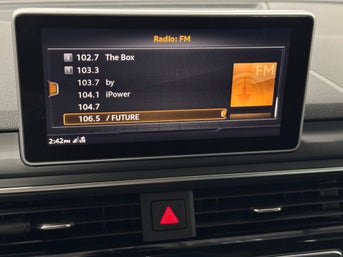 Radio: FM
102.7 The Box
103.3
103.7 by
104.1 iPower
104.7
106.5 / FUTURE
FM
2:42 m